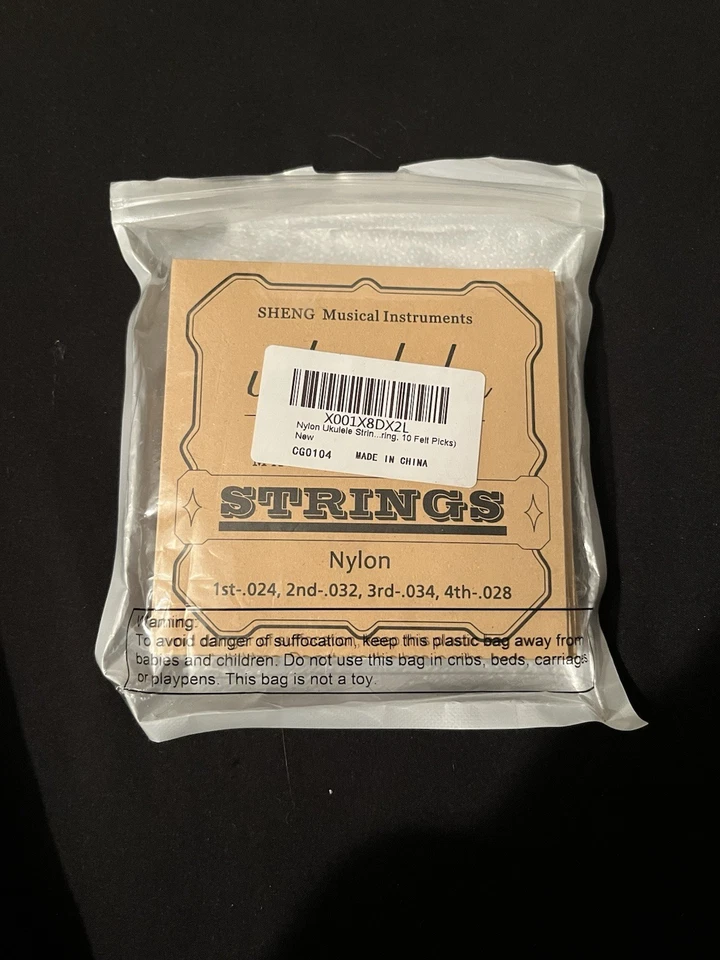 SHENG Musical Instruments
X001X8DX2L
Nylon Ukulele Strin...ring, 10 Felt Picks)
New
CG0104 MADE IN CHINA
STRINGS
Nylon
1st-.024, 2nd-.032, 3rd-.034, 4th-.028
Warning:
To avoid danger of suffocation, keep this plastic bag away from
babies and children. Do not use this bag in cribs, beds, carriages
or playpens. This bag is not a toy.